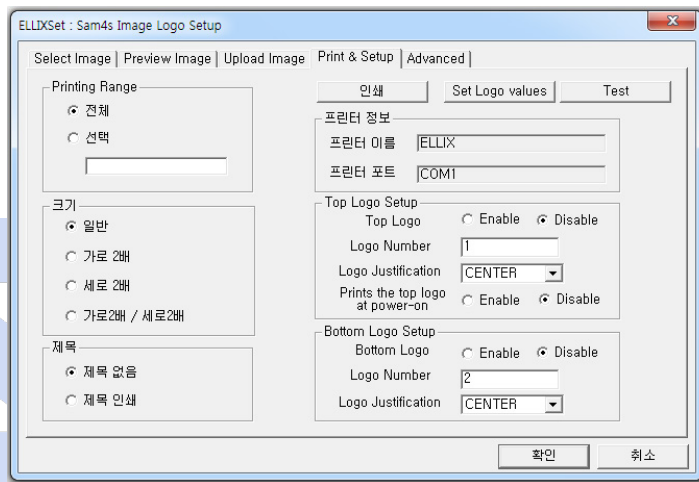 ELLIXSet : Sam4s Image Logo Setup
Select Image
Preview Image
Upload Image
Print & Setup
Advanced
Printing Range
전체
선택
크기
일반
가로 2배
세로 2배
가로2배 / 세로2배
제목
제목 없음
제목 인쇄
인쇄
Set Logo values
Test
프린터 정보
프린터 이름
ELLIX
프린터 포트
COM1
Top Logo Setup
Top Logo
Enable
Disable
Logo Number
1
Logo Justification
CENTER
Prints the top logo
at power-on
Enable
Disable
Bottom Logo Setup
Bottom Logo
Enable
Disable
Logo Number
2
Logo Justification
CENTER
확인
취소